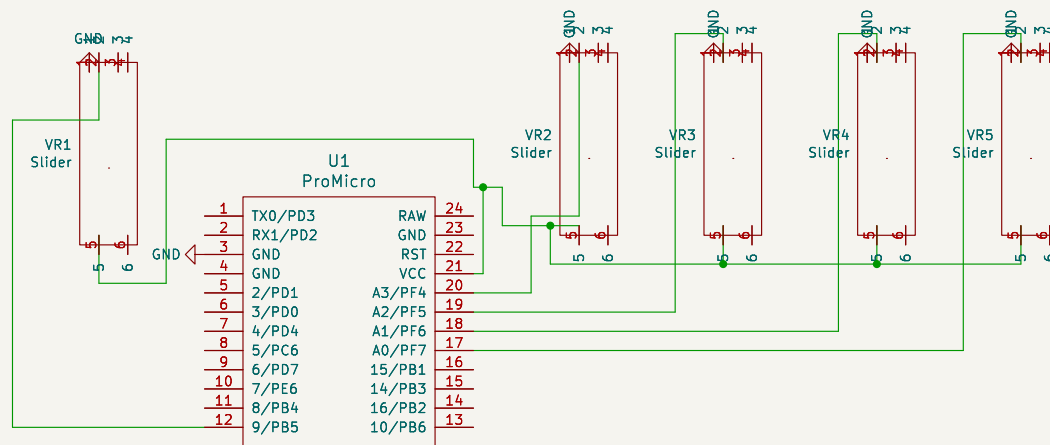 GND 2 3 4
VR1
Slider
5 6
5 6
GND 2 3 4
VR2
Slider
5 6
5 6
GND 2 3 4
VR3
Slider
5 6
5 6
GND 2 3 4
VR4
Slider
5 6
5 6
GND 2 3 4
VR5
Slider
5 6
5 6
U1
ProMicro
1 TX0/PD3 RAW 24
2 RX1/PD2 GND 23
GND 3 GND RST 22
4 GND VCC 21
5 2/PD1 A3/PF4 20
6 3/PD0 A2/PF5 19
7 4/PD4 A1/PF6 18
8 5/PC6 A0/PF7 17
9 6/PD7 15/PB1 16
10 7/PE6 14/PB3 15
11 8/PB4 16/PB2 14
12 9/PB5 10/PB6 13